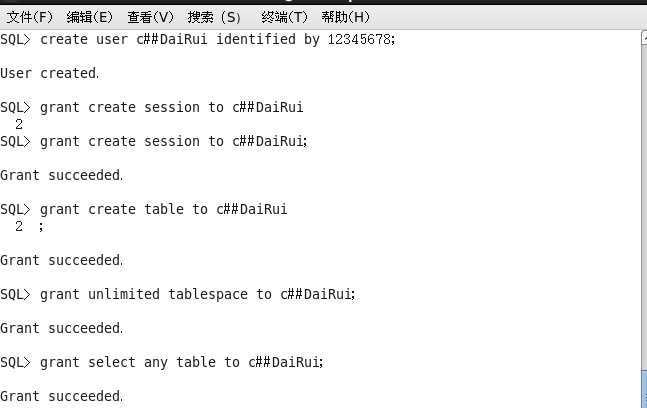 文件(F) 编辑(E) 查看(V) 搜索 (S) 终端(T) 帮助(H)
SQL> create user c##DaiRui identified by 12345678;
User created.
SQL> grant create session to c##DaiRui
2
SQL> grant create session to c##DaiRui;
Grant succeeded.
SQL> grant create table to c##DaiRui
2 ;
Grant succeeded.
SQL> grant unlimited tablespace to c##DaiRui;
Grant succeeded.
SQL> grant select any table to c##DaiRui;
Grant succeeded.